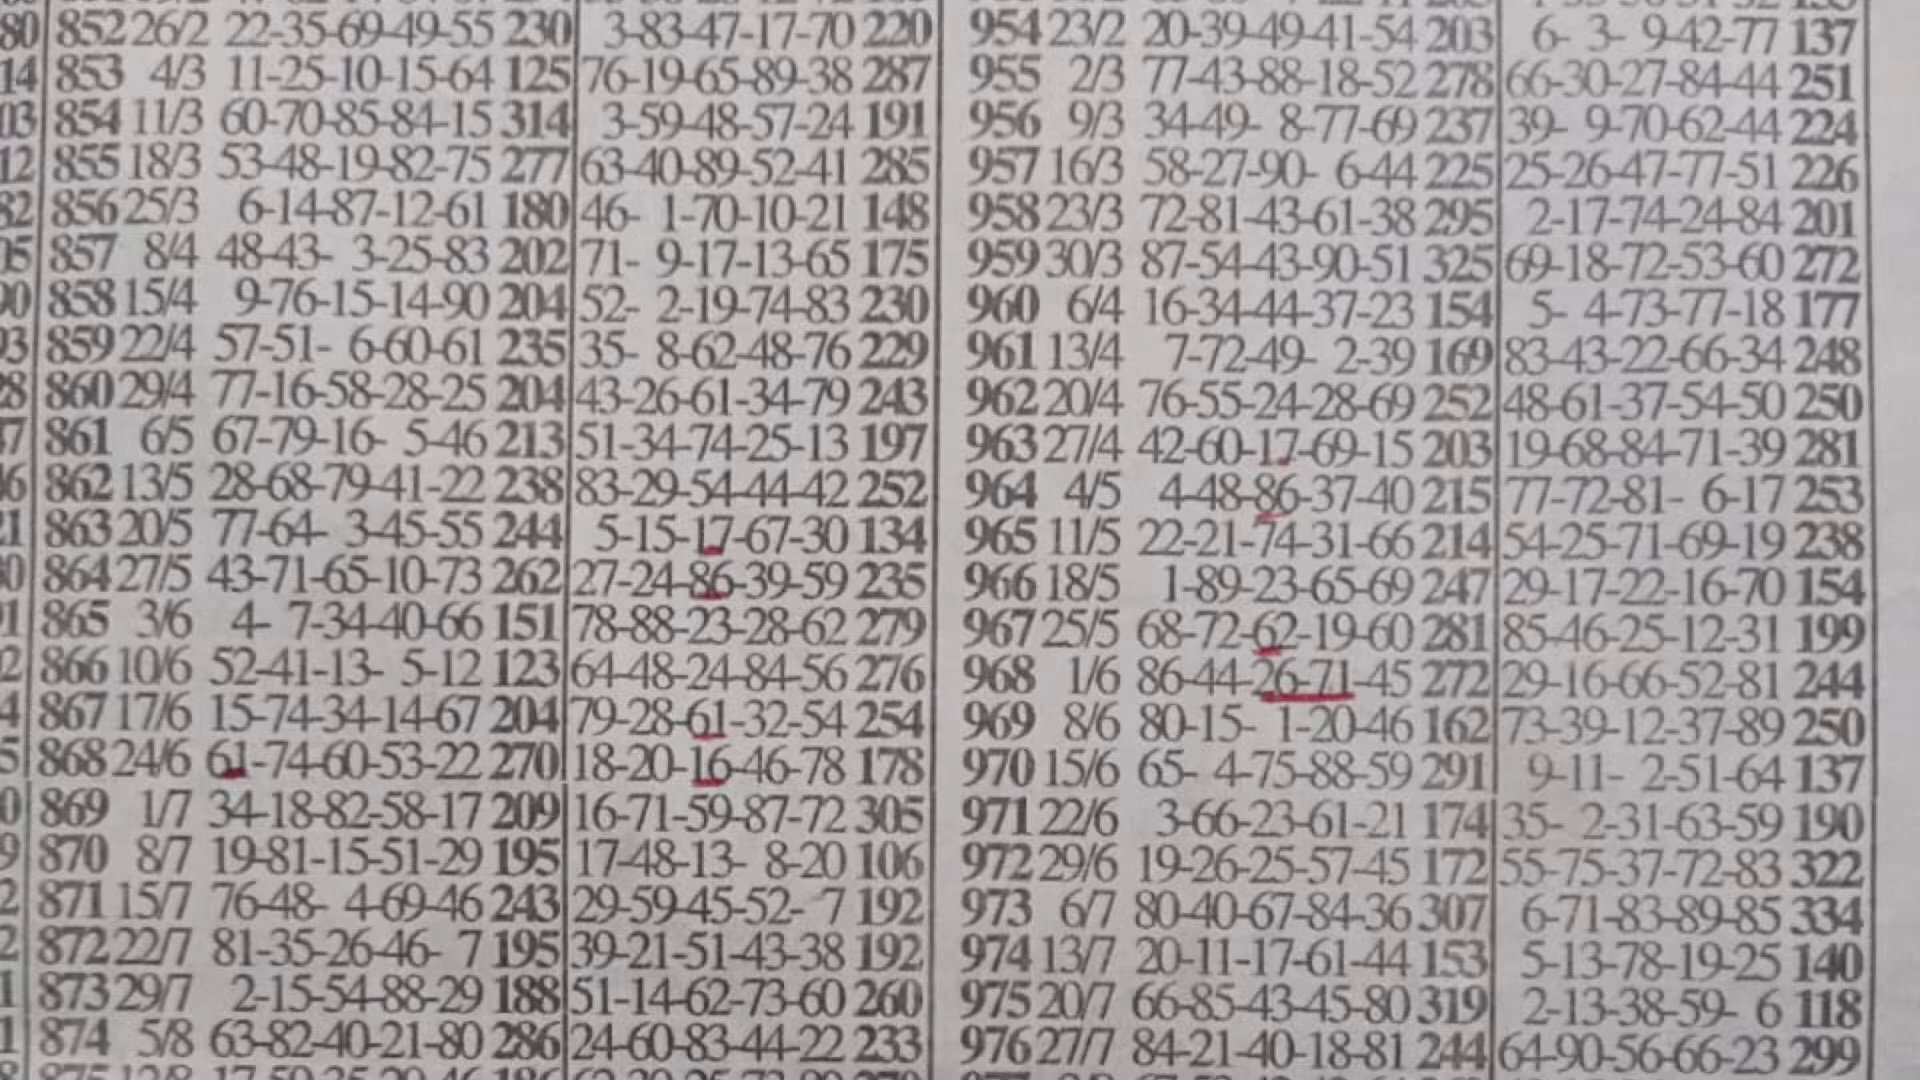 80 852 26/2 22-35-69-49-55 230 3-83-47-17-70 220 954 23/2 20-39-49-41-54 203 6- 3- 9-42-77 137
14 853 4/3 11-25-10-15-64 125 76-19-65-89-38 287 955 2/3 77-43-88-18-52 278 66-30-27-84-44 251
03 854 11/3 60-70-85-84-15 314 3-59-48-57-24 191 956 9/3 34-49- 8-77-69 237 39- 9-70-62-44 224
12 855 18/3 53-48-19-82-75 277 63-40-89-52-41 285 957 16/3 58-27-90- 6-44 225 25-26-47-77-51 226
82 856 25/3 6-14-87-12-61 180 46- 1-70-10-21 148 958 23/3 72-81-43-61-38 295 2-17-74-24-84 201
05 857 8/4 48-43- 3-25-83 202 71- 9-17-13-65 175 959 30/3 87-54-43-90-51 325 69-18-72-53-60 272
00 858 15/4 9-76-15-14-90 204 52- 2-19-74-83 230 960 6/4 16-34-44-37-23 154 5- 4-73-77-18 177
93 859 22/4 57-51- 6-60-61 235 35- 8-62-48-76 229 961 13/4 7-72-49- 2-39 169 83-43-22-66-34 248
28 860 29/4 77-16-58-28-25 204 43-26-61-34-79 243 962 20/4 76-55-24-28-69 252 48-61-37-54-50 250
7 861 6/5 67-79-16- 5-46 213 51-34-74-25-13 197 963 27/4 42-60-17-69-15 203 19-68-84-71-39 281
6 862 13/5 28-68-79-41-22 238 83-29-54-44-42 252 964 4/5 4-48-86-37-40 215 77-72-81- 6-17 253
1 863 20/5 77-64- 3-45-55 244 5-15-17-67-30 134 965 11/5 22-21-74-31-66 214 54-25-71-69-19 238
0 864 27/5 43-71-65-10-73 262 27-24-86-39-59 235 966 18/5 1-89-23-65-69 247 29-17-22-16-70 154
1 865 3/6 4- 7-34-40-66 151 78-88-23-28-62 279 967 25/5 68-72-62-19-60 281 85-46-25-12-31 199
2 866 10/6 52-41-13- 5-12 123 64-48-24-84-56 276 968 1/6 86-44-26-71-45 272 29-16-66-52-81 244
4 867 17/6 15-74-34-14-67 204 79-28-61-32-54 254 969 8/6 80-15- 1-20-46 162 73-39-12-37-89 250
5 868 24/6 61-74-60-53-22 270 18-20-16-46-78 178 970 15/6 65- 4-75-88-59 291 9-11- 2-51-64 137
0 869 1/7 34-18-82-58-17 209 16-71-59-87-72 305 971 22/6 3-66-23-61-21 174 35- 2-31-63-59 190
9 870 8/7 19-81-15-51-29 195 17-48-13- 8-20 106 972 29/6 19-26-25-57-45 172 55-75-37-72-83 322
2 871 15/7 76-48- 4-69-46 243 29-59-45-52- 7 192 973 6/7 80-40-67-84-36 307 6-71-83-89-85 334
2 872 22/7 81-35-26-46- 7 195 39-21-51-43-38 192 974 13/7 20-11-17-61-44 153 5-13-78-19-25 140
1 873 29/7 2-15-54-88-29 188 51-14-62-73-60 260 975 20/7 66-85-43-45-80 319 2-13-38-59- 6 118
1 874 5/8 63-82-40-21-80 286 24-60-83-44-22 233 976 27/7 84-21-40-18-81 244 64-90-56-66-23 299